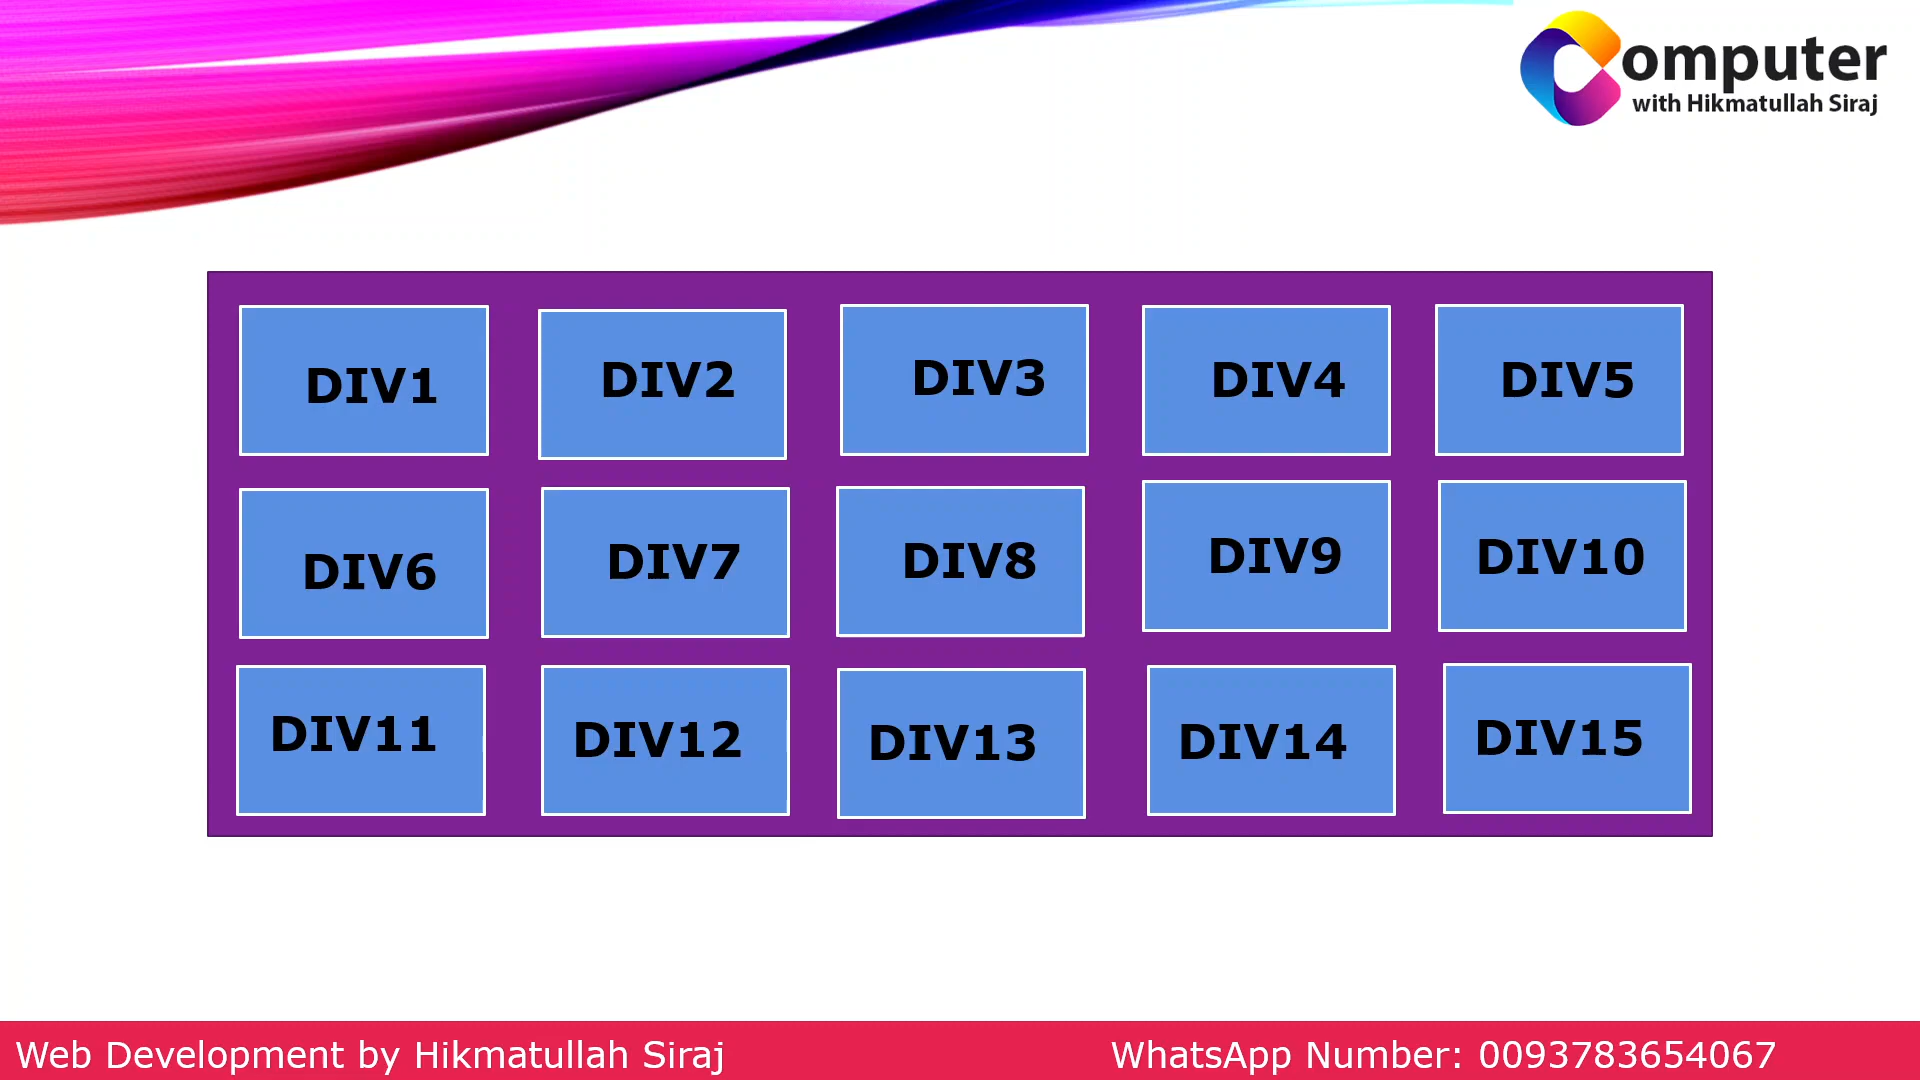 Computer
with Hikmatullah Siraj
DIV1 DIV2 DIV3 DIV4 DIV5
DIV6 DIV7 DIV8 DIV9 DIV10
DIV11 DIV12 DIV13 DIV14 DIV15
Web Development by Hikmatullah Siraj WhatsApp Number: 0093783654067